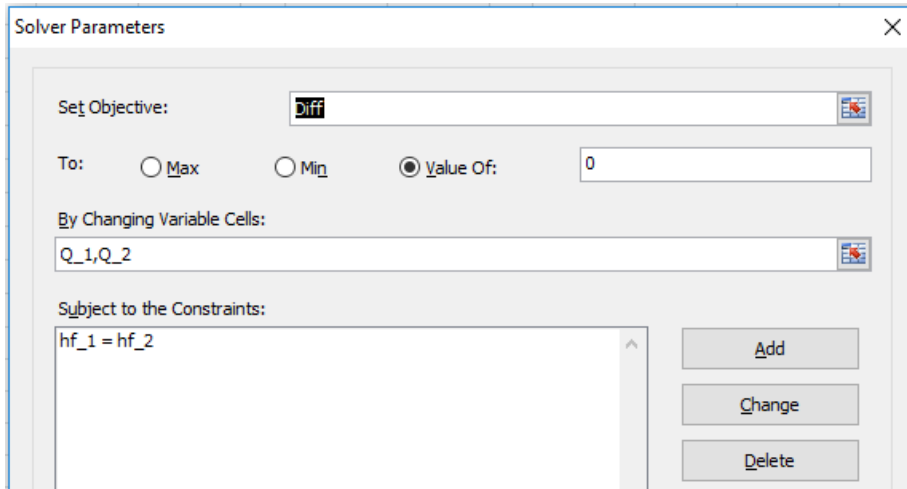 Solver Parameters
Set Objective:
Diff
To:
Max
Min
Value Of:
0
By Changing Variable Cells:
Q_1,Q_2
Subject to the Constraints:
hf_1 = hf_2
Add
Change
Delete